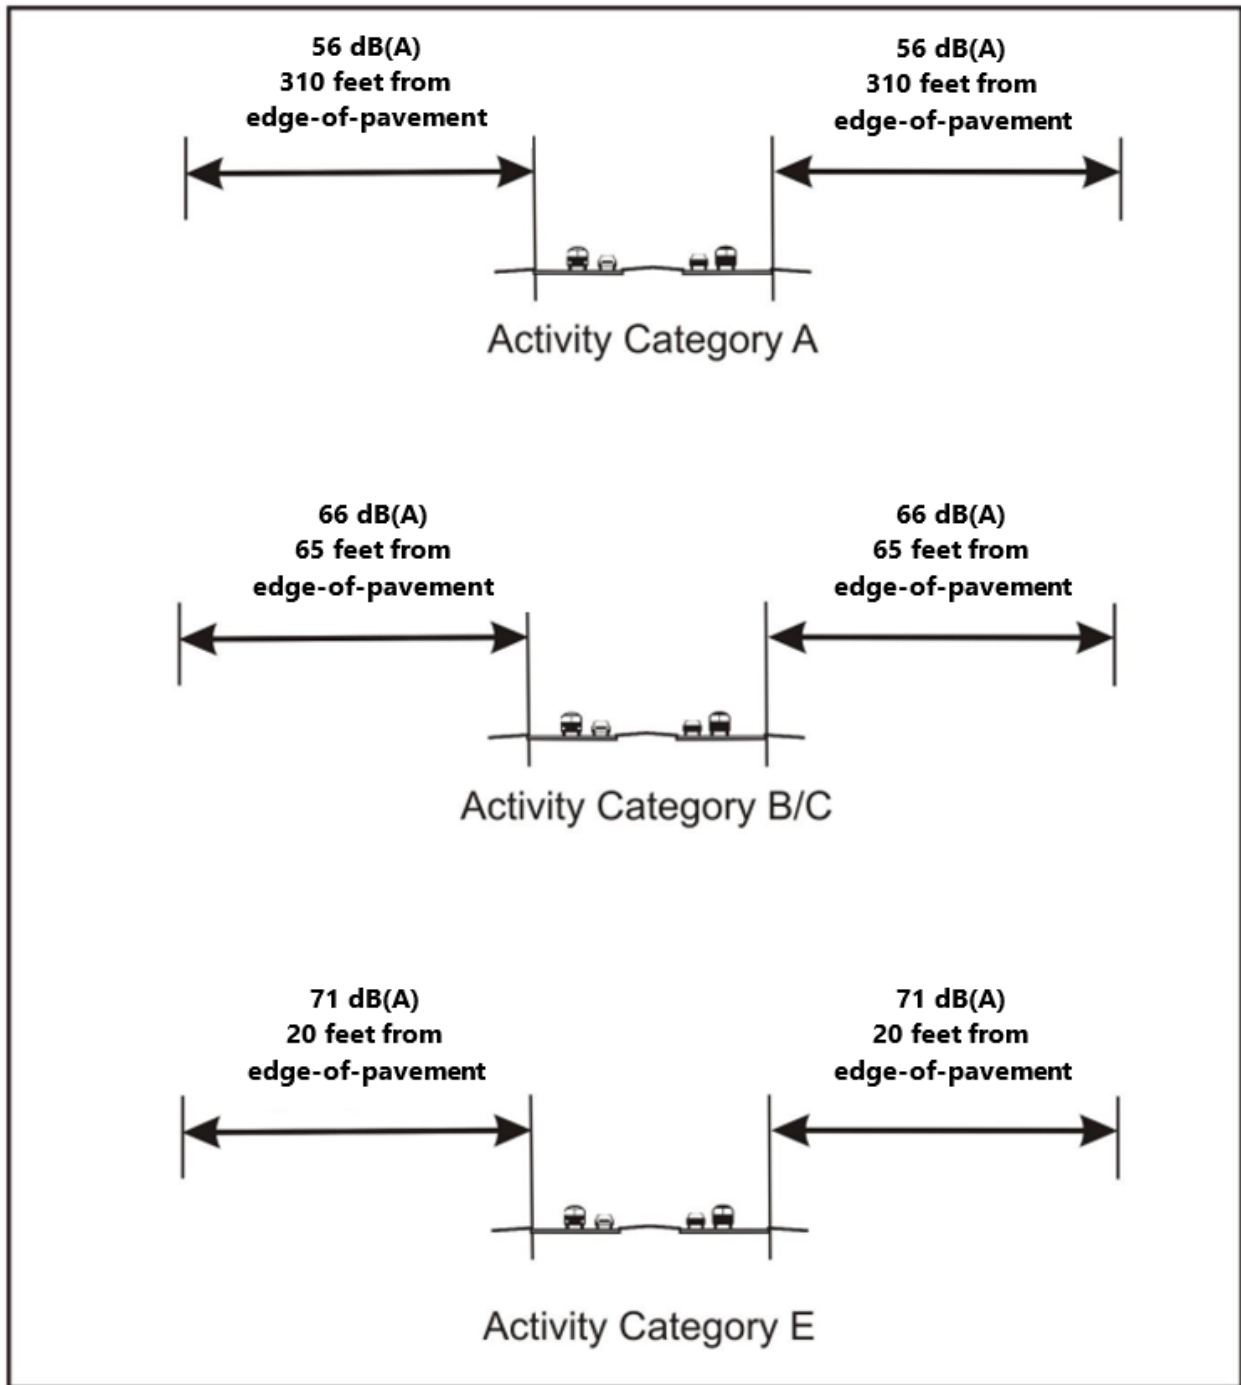 56 dB(A)
310 feet from
edge-of-pavement
56 dB(A)
310 feet from
edge-of-pavement
Activity Category A
66 dB(A)
65 feet from
edge-of-pavement
66 dB(A)
65 feet from
edge-of-pavement
Activity Category B/C
71 dB(A)
20 feet from
edge-of-pavement
71 dB(A)
20 feet from
edge-of-pavement
Activity Category E